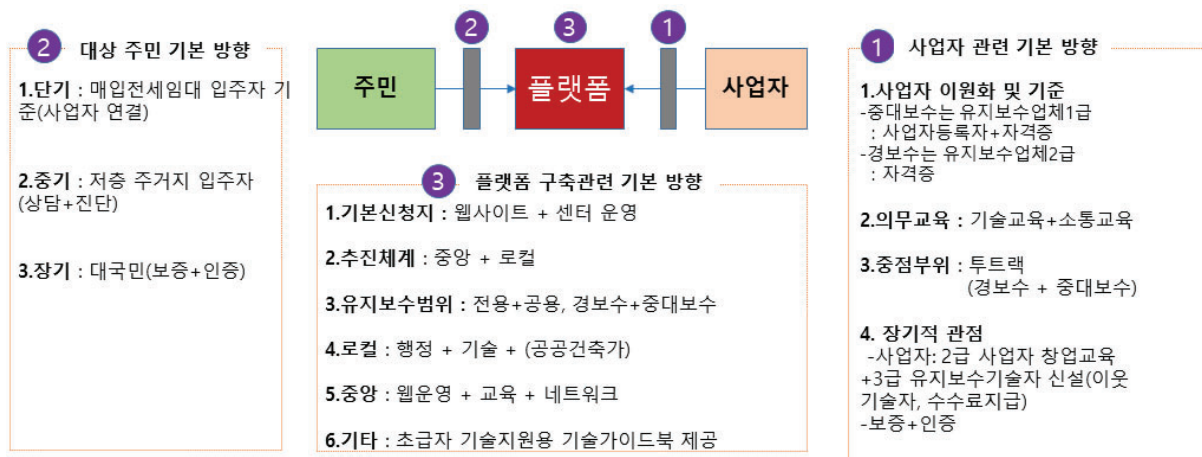 2 대상 주민 기본 방향
1.단기 : 매입전세임대 입주자 기
준(사업자 연결)
2.중기 : 저층 주거지 입주자
(상담+진단)
3.장기 : 대국민(보증+인증)
2
3
1
주민
플랫폼
사업자
3 플랫폼 구축관련 기본 방향
1.기본신청지 : 웹사이트 + 센터 운영
2.추진체계 : 중앙 + 로컬
3.유지보수범위 : 전용+공용, 경보수+중대보수
4.로컬 : 행정 + 기술 + (공공건축가)
5.중앙 : 웹운영 + 교육 + 네트워크
6.기타 : 초급자 기술지원용 기술가이드북 제공
1 사업자 관련 기본 방향
1.사업자 이원화 및 기준
-중대보수는 유지보수업체1급
: 사업자등록자+자격증
-경보수는 유지보수업체2급
: 자격증
2.의무교육 : 기술교육+소통교육
3.중점부위 : 투트랙
(경보수 + 중대보수)
4. 장기적 관점
-사업자: 2급 사업자 창업교육
+3급 유지보수기술자 신설(이웃
기술자, 수수료지급)
-보증+인증